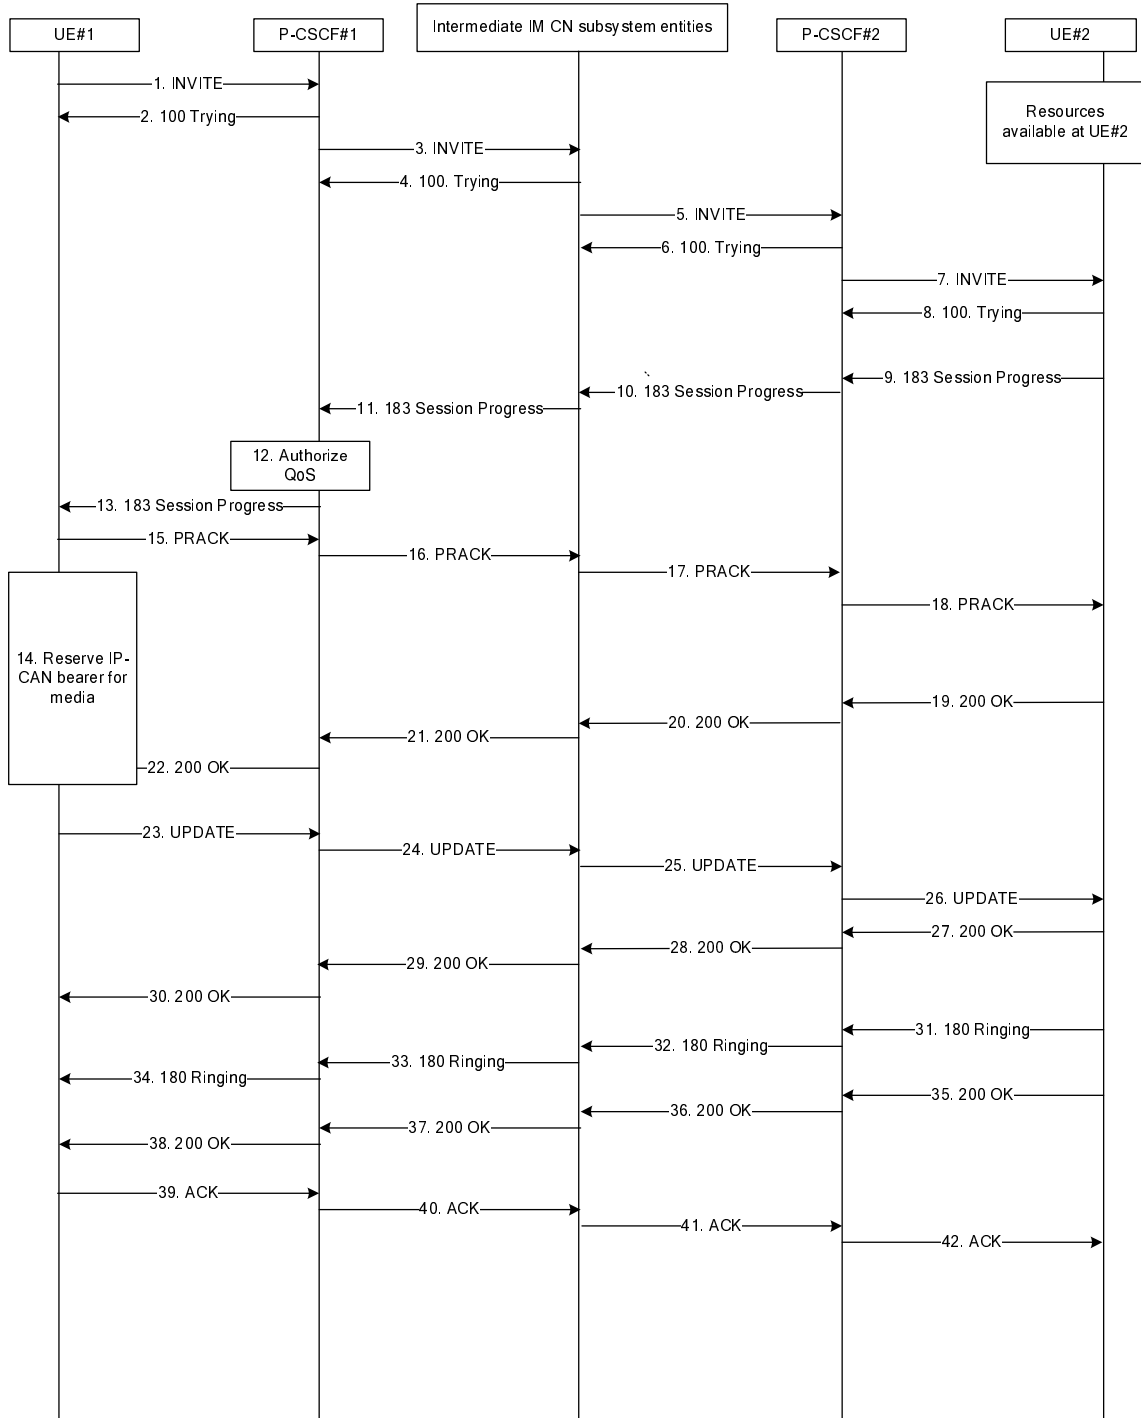 UE#1
P-CSCF#1
Intermediate IM CN subsystem entities
P-CSCF#2
UE#2
1. INVITE
Resources
available at UE#2
2. 100 Trying
3. INVITE
4. 100. Trying
5. INVITE
6. 100. Trying
7. INVITE
8. 100. Trying
9. 183 Session Progress
10. 183 Session Progress
11. 183 Session Progress
12. Authorize
QoS
13. 183 Session Progress
15. PRACK
16. PRACK
17. PRACK
18. PRACK
14. Reserve IP-
CAN bearer for
media
19. 200 OK
20. 200 OK
21. 200 OK
22. 200 OK
23. UPDATE
24. UPDATE
25. UPDATE
26. UPDATE
27. 200 OK
28. 200 OK
29. 200 OK
30. 200 OK
31. 180 Ringing
32. 180 Ringing
33. 180 Ringing
34. 180 Ringing
35. 200 OK
36. 200 OK
37. 200 OK
38. 200 OK
39. ACK
40. ACK
41. ACK
42. ACK